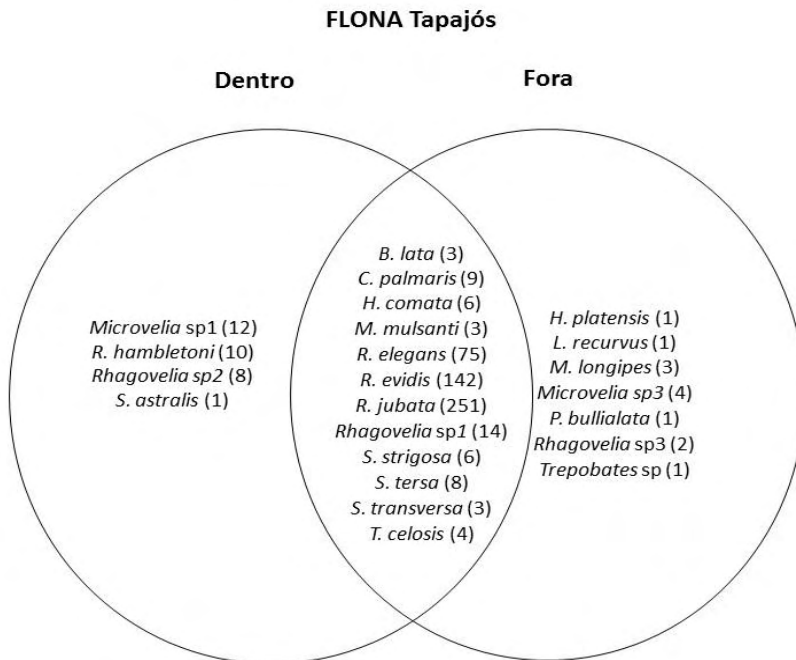 FLONA Tapajós
Dentro
Fora
Microvelia sp1 (12)
R. hambletoni (10)
Rhagovelia sp2 (8)
S. astralis (1)
B. lata (3)
C. palmaris (9)
H. comata (6)
M. mulsanti (3)
R. elegans (75)
R. evidis (142)
R. jubata (251)
Rhagovelia sp1 (14)
S. strigosa (6)
S. tersa (8)
S. transversa (3)
T. celosis (4)
H. platensis (1)
L. recurvus (1)
M. longipes (3)
Microvelia sp3 (4)
P. bullialata (1)
Rhagovelia sp3 (2)
Trepobates sp (1)